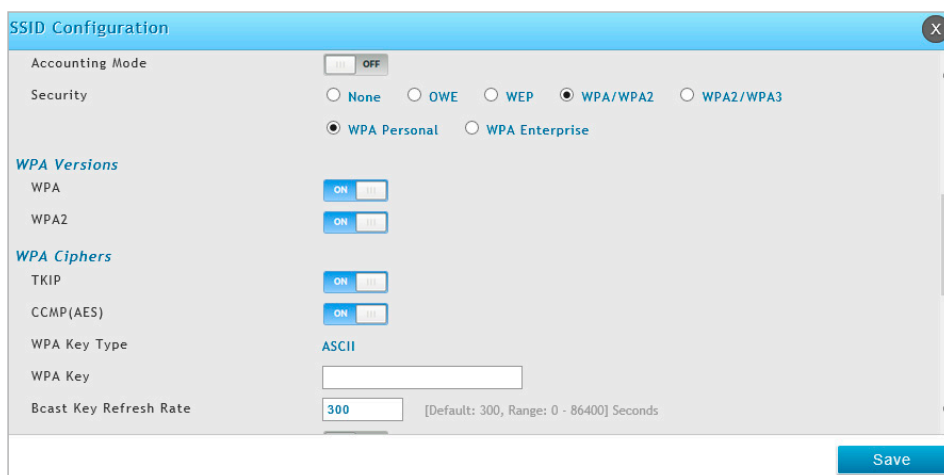 SSID Configuration
X
Accounting Mode OFF
Security None OWE WEP WPA/WPA2 WPA2/WPA3
WPA Personal WPA Enterprise
WPA Versions
WPA ON
WPA2 ON
WPA Ciphers
TKIP ON
CCMP(AES) ON
WPA Key Type ASCII
WPA Key
Bcast Key Refresh Rate 300 [Default: 300, Range: 0 - 86400] Seconds
Save